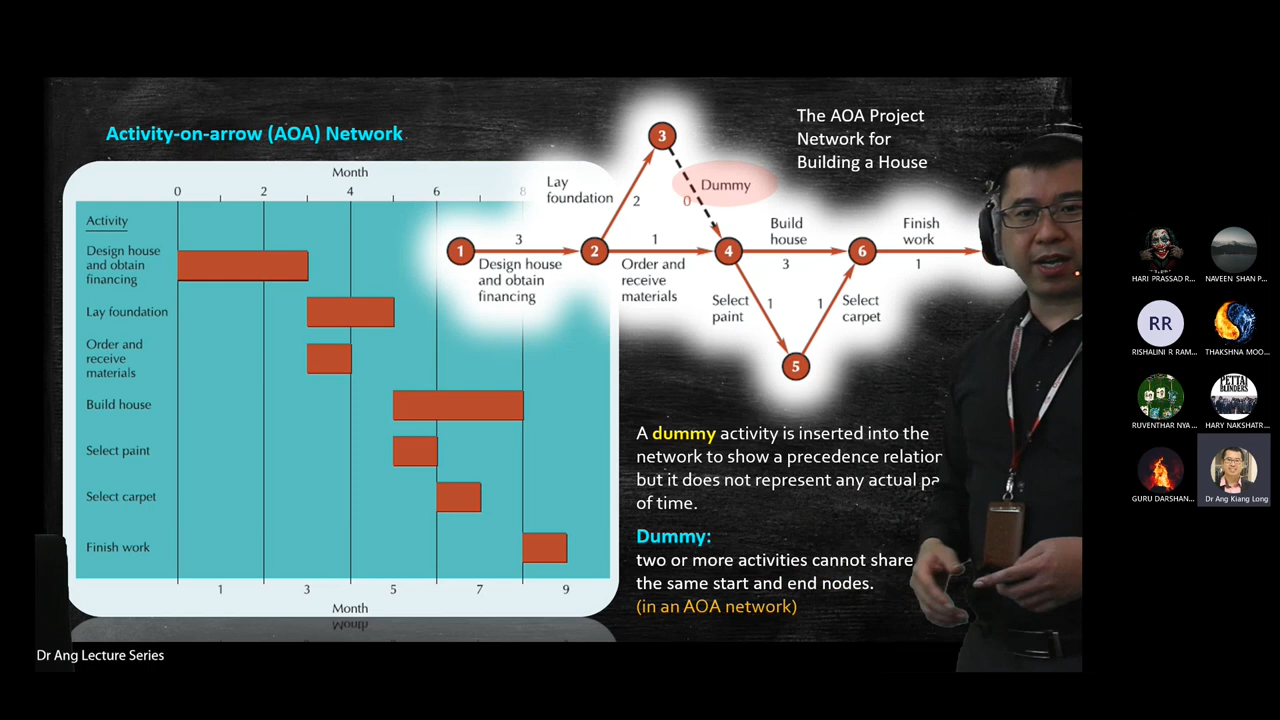 Activity-on-arrow (AOA) Network
The AOA Project
Network for
Building a House
Month
0 2 4 6 8
Activity
Design house
and obtain
financing
Lay foundation
Order and
receive
materials
Build house
Select paint
Select carpet
Finish work
1 3 5 7 9
Month
Month
1
3
Design house
and obtain
financing
2
Lay
foundation
2
3
Dummy
0
1
Order and
receive
materials
4
Build
house
3
Select
paint
1
5
1
Select
carpet
6
Finish
work
1
A dummy activity is inserted into the
network to show a precedence relation
but it does not represent any actual pa
of time.
Dummy:
two or more activities cannot share
the same start and end nodes.
(in an AOA network)
Dr Ang Lecture Series
HARI PRASSAD R...
NAVEEN SHAN P...
RR
RISHALINI R RAM...
THAKSHNA MOO...
RUVENTHAR NYA ...
PETTAI
BLINDERS
HARY NAKSHATR...
GURU DARSHAN...
Dr Ang Kiang Long